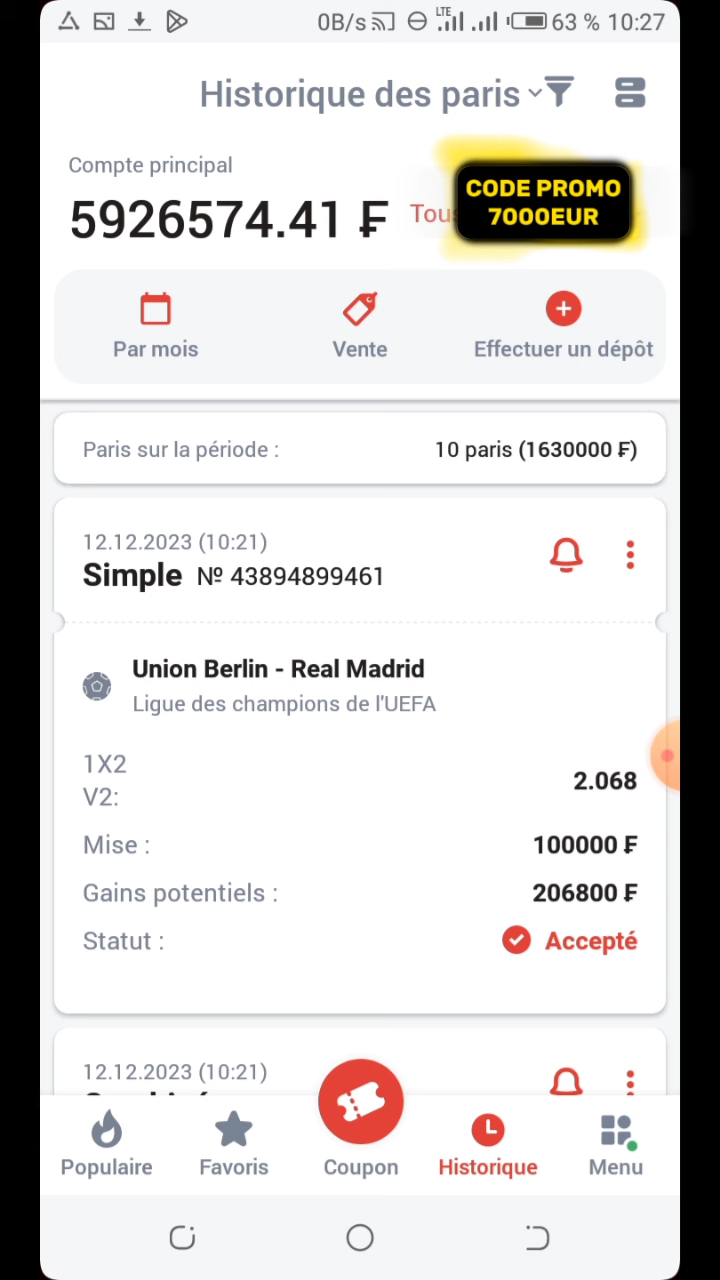 0B/s LTE 63 % 10:27
Historique des paris
Compte principal
5926574.41 ₣ Tous
CODE PROMO
7000EUR
Par mois Vente Effectuer un dépôt
Paris sur la période : 10 paris (1630000 ₣)
12.12.2023 (10:21)
Simple № 43894899461
Union Berlin - Real Madrid
Ligue des champions de l'UEFA
1X2
V2: 2.068
Mise : 100000 ₣
Gains potentiels : 206800 ₣
Statut : Accepté
12.12.2023 (10:21)
Populaire Favoris Coupon Historique Menu